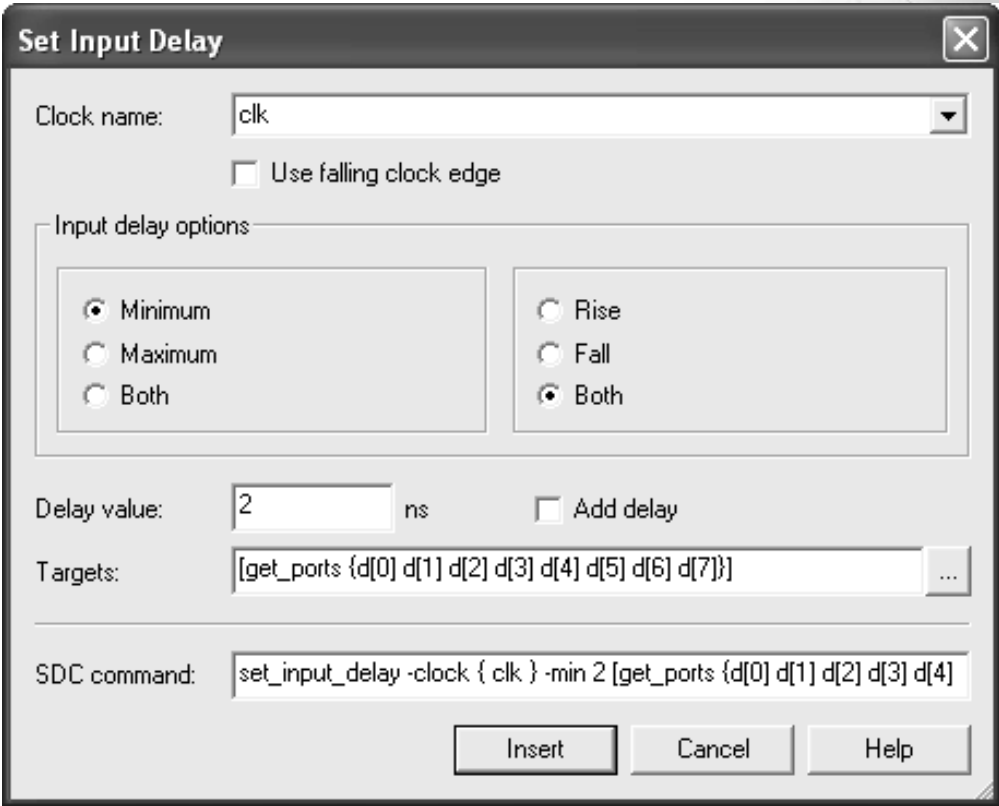 Set Input Delay
Clock name: clk
Use falling clock edge
Input delay options
Minimum Rise
Maximum Fall
Both Both
Delay value: 2 ns Add delay
Targets: [get_ports {d[0] d[1] d[2] d[3] d[4] d[5] d[6] d[7]}] ...
SDC command: set_input_delay -clock { clk } -min 2 [get_ports {d[0] d[1] d[2] d[3] d[4]
Insert Cancel Help